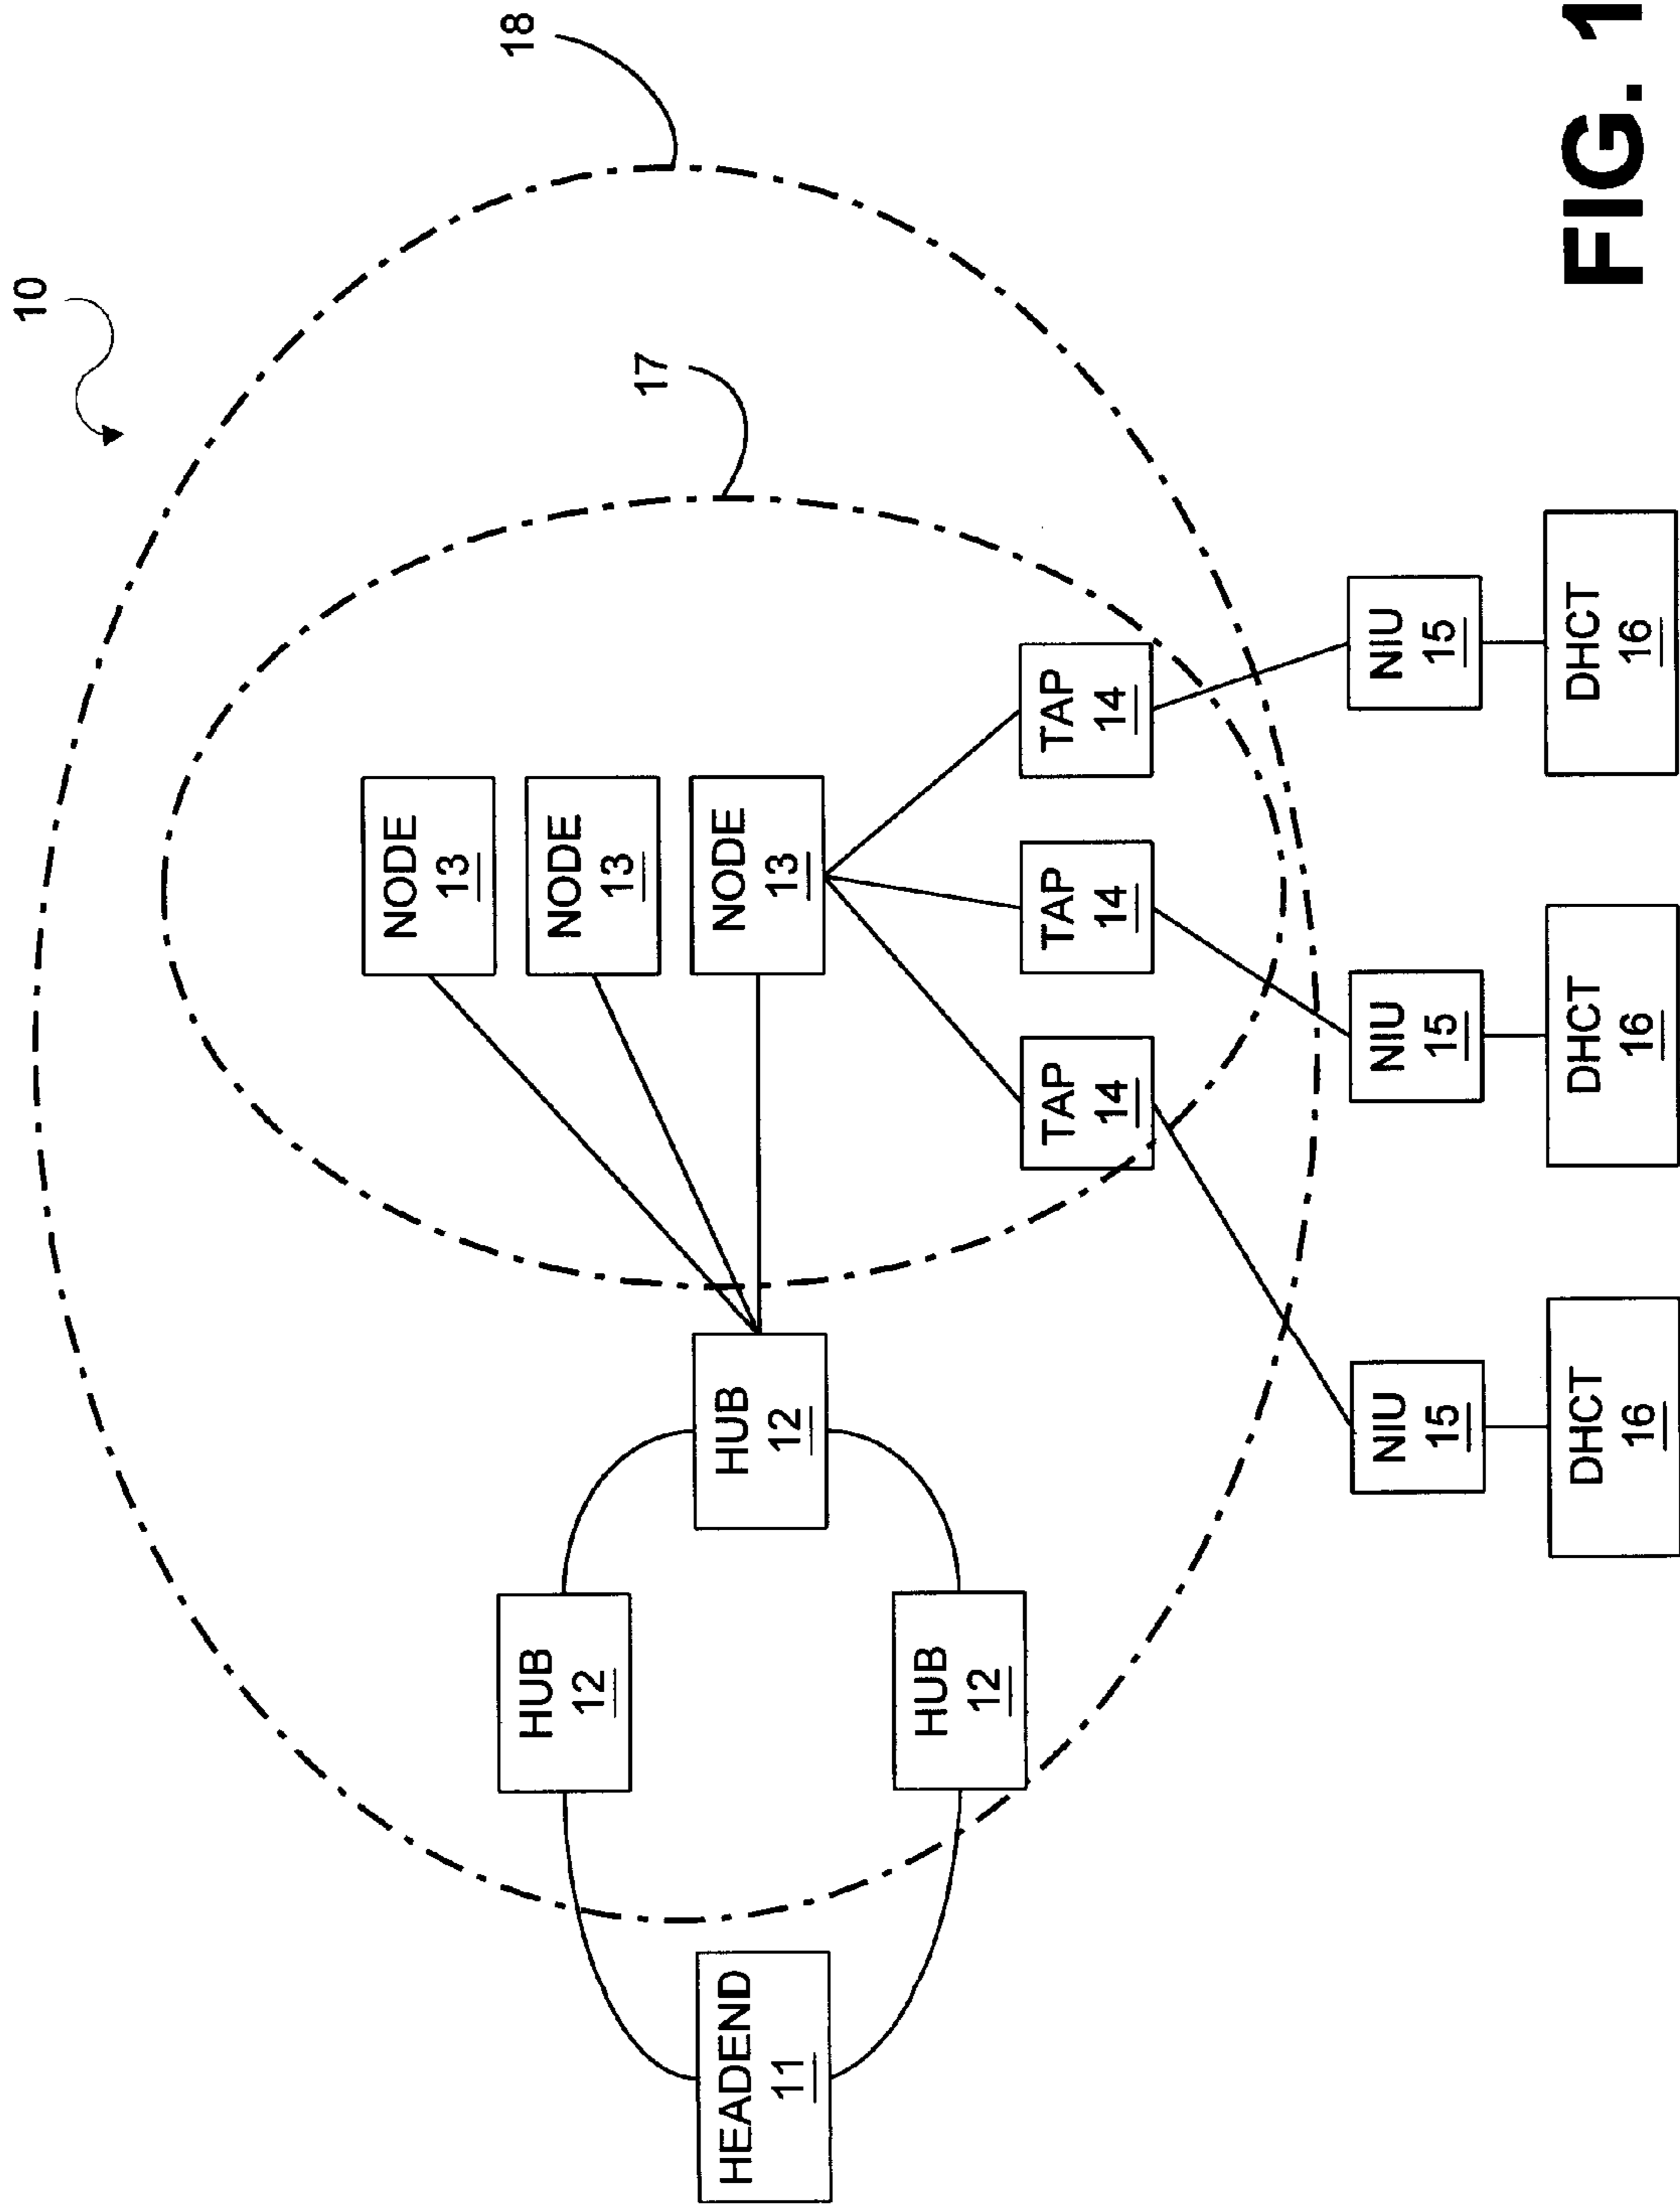 10
18
17
NODE
13
NODE
13
NODE
13
HUB
12
HUB
12
HUB
12
HEADEND
11
TAP
14
TAP
14
TAP
14
NIU
15
NIU
15
NIU
15
DHCT
16
DHCT
16
DHCT
16
FIG. 1